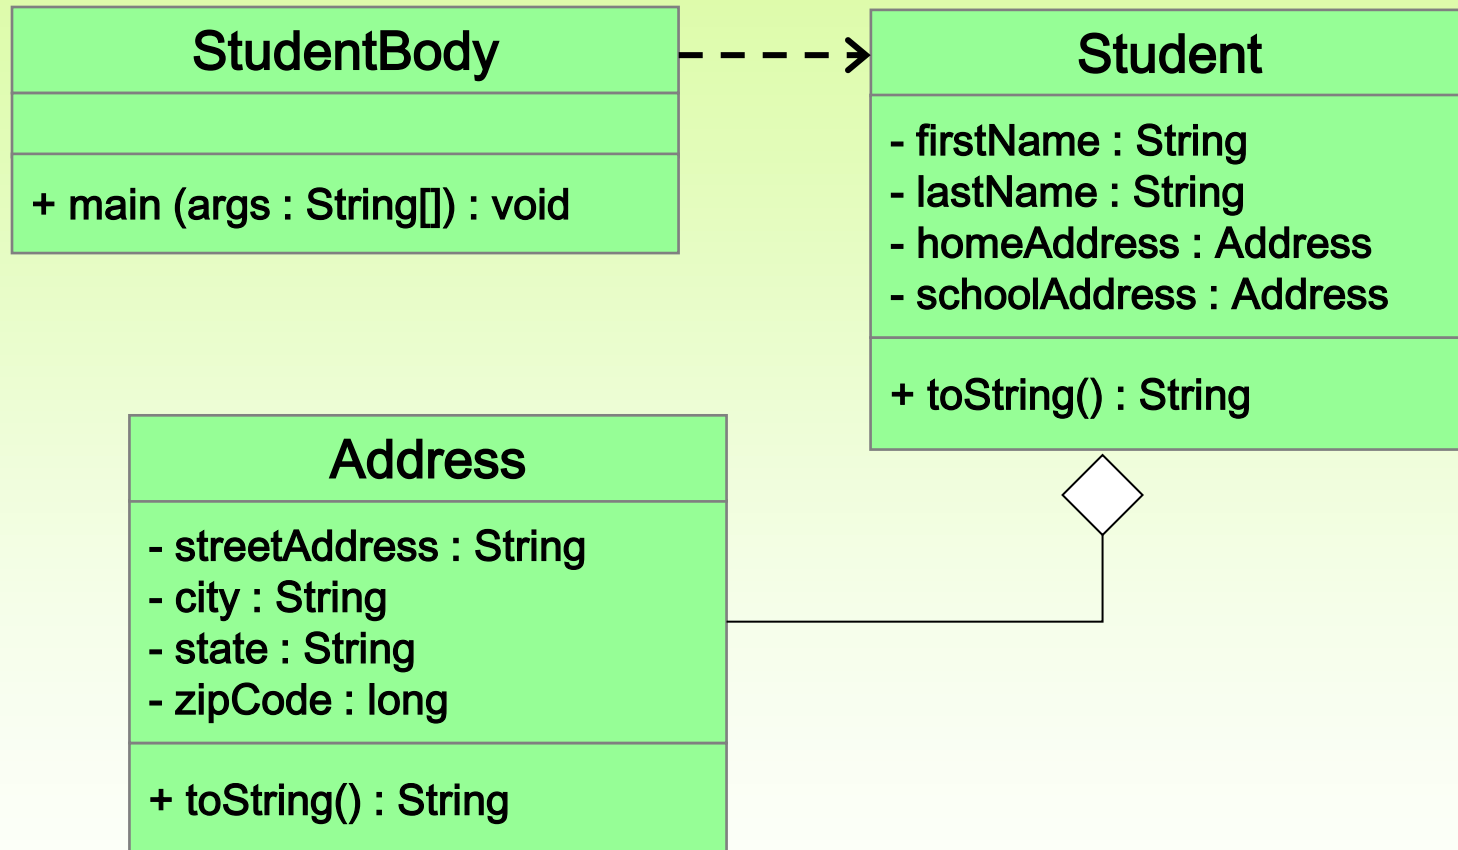 StudentBody
+ main (args : String[]) : void
Student
- firstName : String
- lastName : String
- homeAddress : Address
- schoolAddress : Address
+ toString() : String
Address
- streetAddress : String
- city : String
- state : String
- zipCode : long
+ toString() : String